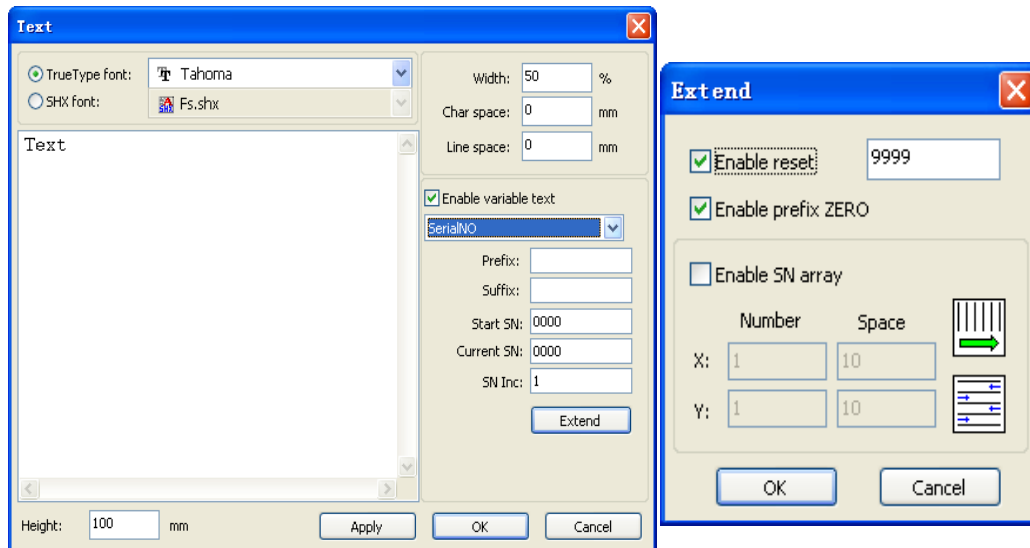 Text
TrueType font: Tahoma
SHX font: Fs.shx
Text
Width: 50 %
Char space: 0 mm
Line space: 0 mm
Enable variable text
SerialNO
Prefix:
Suffix:
Start SN: 0000
Current SN: 0000
SN Inc: 1
Extend
Height: 100 mm
Apply OK Cancel
Extend
Enable reset 9999
Enable prefix ZERO
Enable SN array
Number Space
X: 1 10
Y: 1 10
OK Cancel